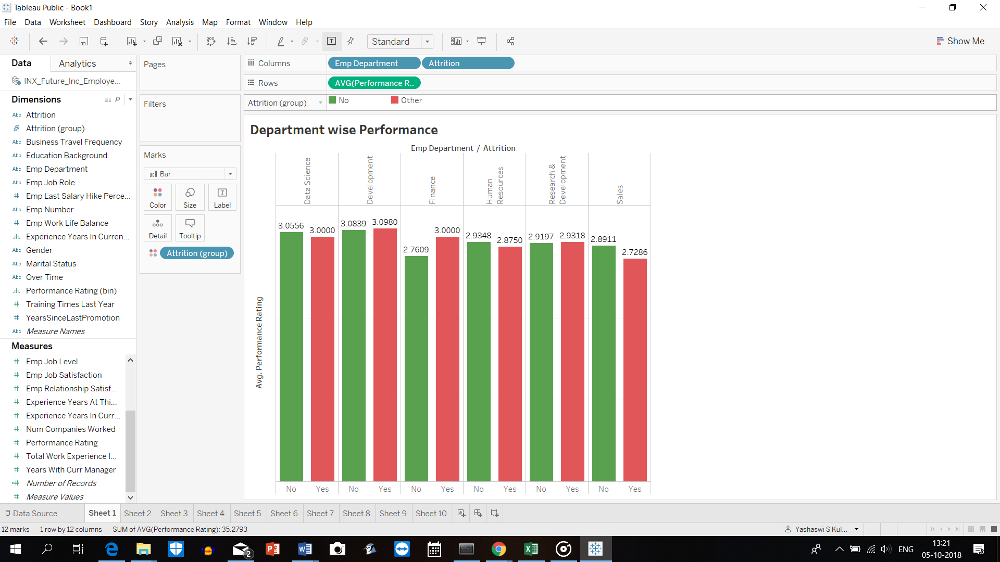 Tableau Public - Book1
File Data Worksheet Dashboard Story Analysis Map Format Window Help
Standard
Show Me
Data Analytics
INX_Future_Inc_Employe...
Dimensions
Abc Attrition
Attrition (group)
Abc Business Travel Frequency
Abc Education Background
Abc Emp Department
Abc Emp Job Role
# Emp Last Salary Hike Perce...
Abc Emp Number
# Emp Work Life Balance
Experience Years In Curren...
Abc Gender
Abc Marital Status
Abc Over Time
Performance Rating (bin)
# Training Times Last Year
# YearsSinceLastPromotion
Abc Measure Names
Measures
# Emp Job Level
# Emp Job Satisfaction
# Emp Relationship Satisf...
# Experience Years At Thi...
# Experience Years In Curr...
# Num Companies Worked
# Performance Rating
# Total Work Experience I...
# Years With Curr Manager
=# Number of Records
# Measure Values
Pages
Filters
Marks
Bar
Color Size Label
Detail Tooltip
Attrition (group)
Columns Emp Department Attrition
Rows AVG(Performance R..
Attrition (group) No Other
Department wise Performance
Emp Department / Attrition
Data Science
Development
Finance
Human
Resources
Research &
Development
Sales
Avg. Performance Rating
3.0556 3.0000 3.0839 3.0980 2.7609 3.0000 2.9348 2.8750 2.9197 2.9318 2.8911 2.7286
No Yes No Yes No Yes No Yes No Yes No Yes
Data Source Sheet 1 Sheet 2 Sheet 3 Sheet 4 Sheet 5 Sheet 6 Sheet 7 Sheet 8 Sheet 9 Sheet 10
12 marks 1 row by 12 columns SUM of AVG(Performance Rating): 35.2793
Yashaswi S Kul...
2
ENG
13:21
05-10-2018